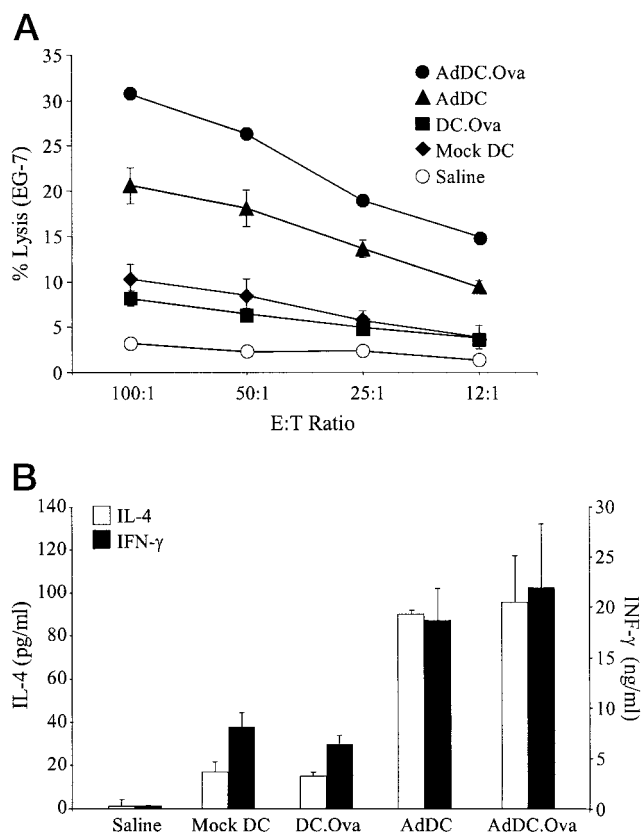 A
35
30
25
20
15
10
5
0
% Lysis (EG-7)
AdDC.Ova
AdDC
DC.Ova
Mock DC
Saline
100:1
50:1
25:1
12:1
E:T Ratio
B
140
120
100
80
60
40
20
0
IL-4 (pg/ml)
IL-4
IFN-γ
30
25
20
15
10
5
0
INF-γ (ng/ml)
Saline
Mock DC
DC.Ova
AdDC
AdDC.Ova